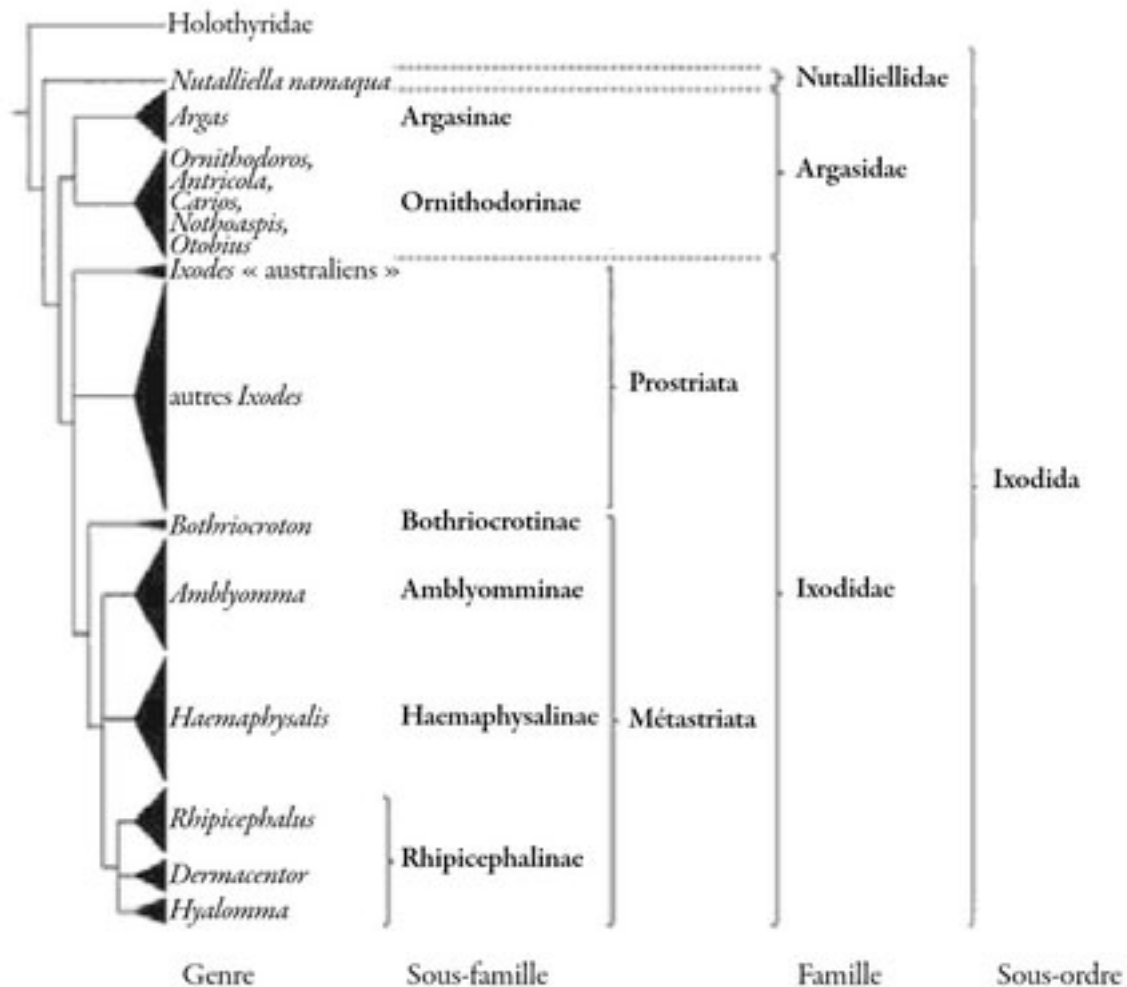 Holothyridae
Nutalliella namaqua
Nutalliellidae
Argas
Argasinae
Ornithodoros,
Antricola,
Carios,
Nothoaspis,
Otobius
Ornithodorinae
Argasidae
Ixodes « australiens »
autres Ixodes
Prostriata
Ixodida
Bothriocroton
Bothriocrotinae
Amblyomma
Amblyomminae
Ixodidae
Haemaphysalis
Haemaphysalinae
Métastriata
Rhipicephalus
Rhipicephalinae
Dermacentor
Hyalomma
Genre
Sous-famille
Famille
Sous-ordre